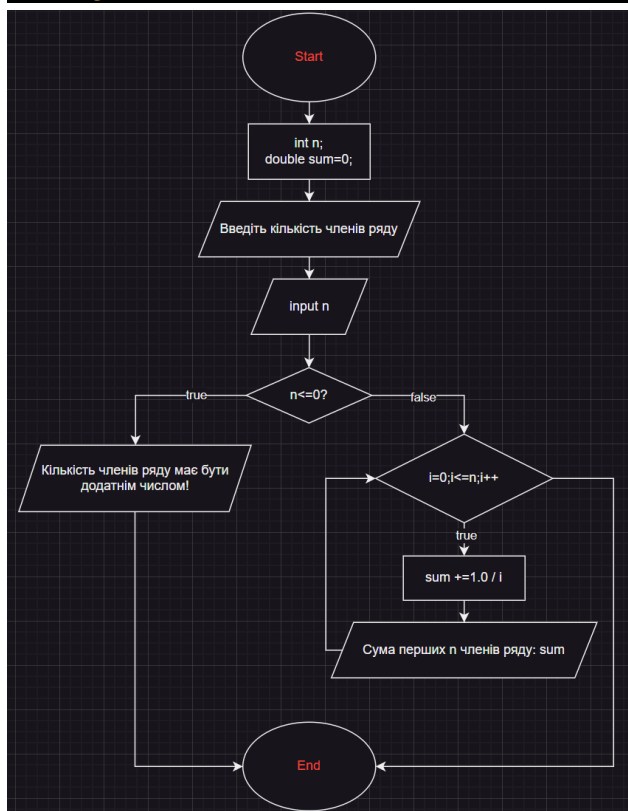 Start
int n;
double sum=0;
Введіть кількість членів ряду
input n
n<=0?
true
false
Кількість членів ряду має бути
додатнім числом!
i=0;i<=n;i++
true
sum +=1.0 / i
Сума перших n членів ряду: sum
End